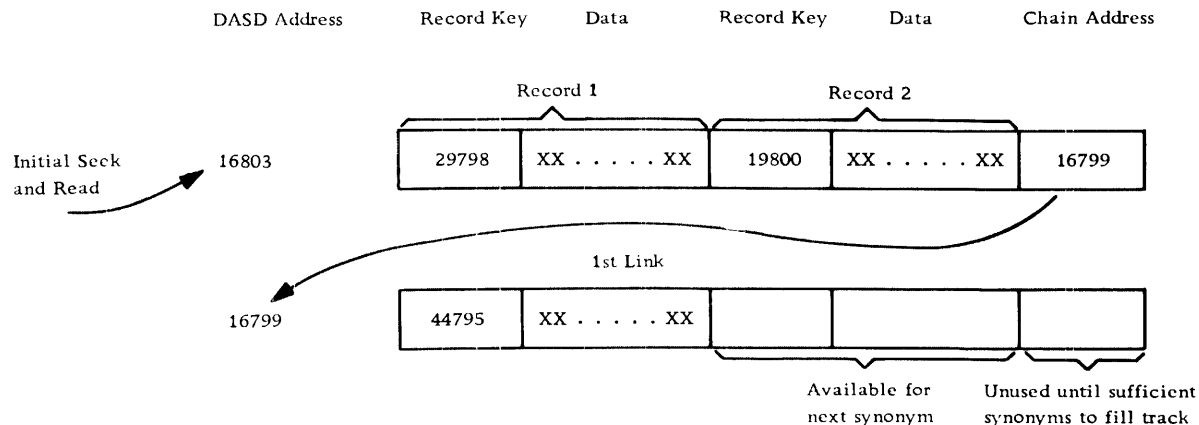 DASD Address Record Key Data Record Key Data Chain Address
Record 1 Record 2
Initial Seek
and Read
16803 29798 XX . . . . . XX 19800 XX . . . . . XX 16799
1st Link
16799 44795 XX . . . . . XX
Available for
next synonym
Unused until sufficient
synonyms to fill track